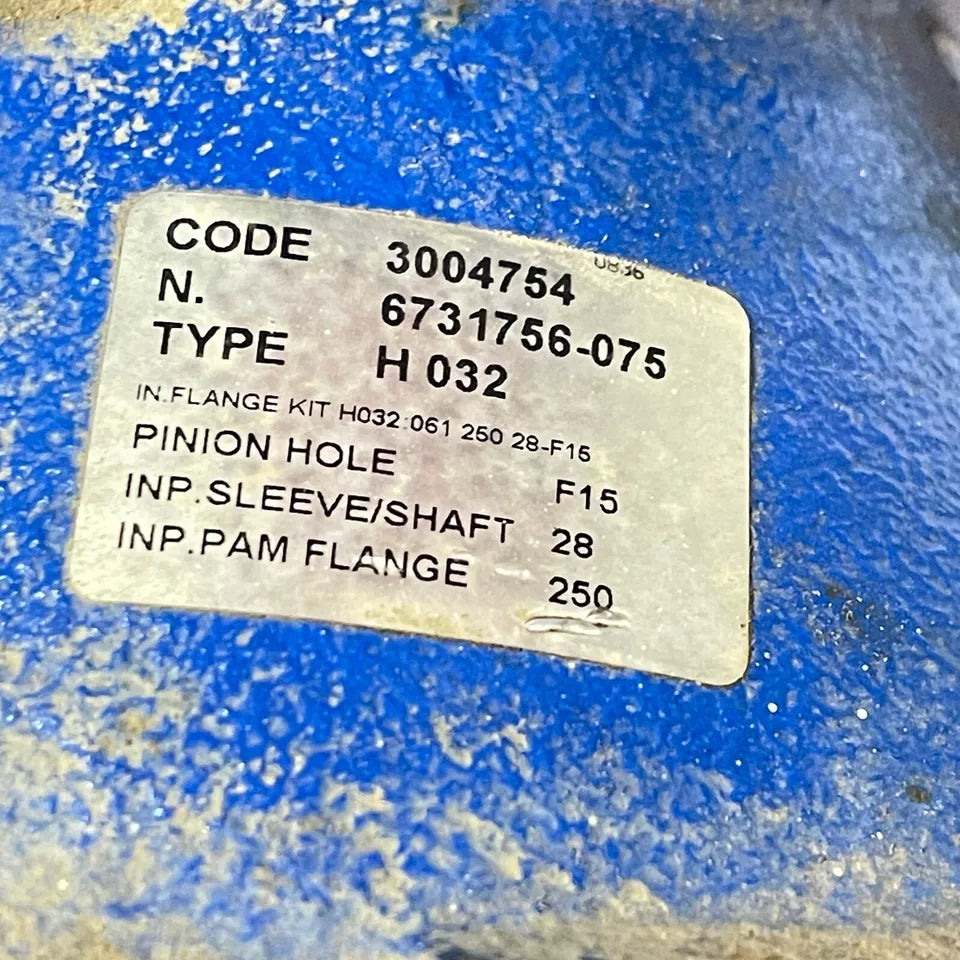 CODE 3004754
N. 6731756-075
TYPE H 032
IN.FLANGE KIT H032:061 250 28-F15
PINION HOLE F15
INP.SLEEVE/SHAFT 28
INP.PAM FLANGE 250